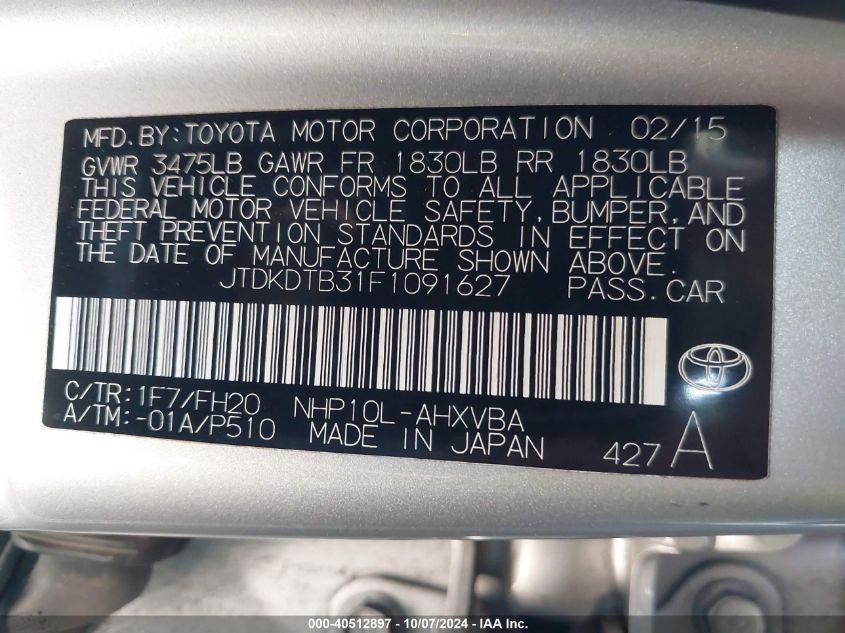 MFD.BY:TOYOTA MOTOR CORPORATION 02/15
GVWR 3475LB GAWR FR 1830LB RR 1830LB
THIS VEHICLE CONFORMS TO ALL APPLICABLE
FEDERAL MOTOR VEHICLE SAFETY,BUMPER,AND
THEFT PREVENTION STANDARDS IN EFFECT ON
THE DATE OF MANUFACTURE SHOWN ABOVE.
JTDKDTB31F1091627 PASS.CAR
C/TR:1F7/FH20 NHP10L-AHXVBA
A/TM:-01A/P510 MADE IN JAPAN 427 A
000-40512897 - 10/07/2024 - IAA Inc.